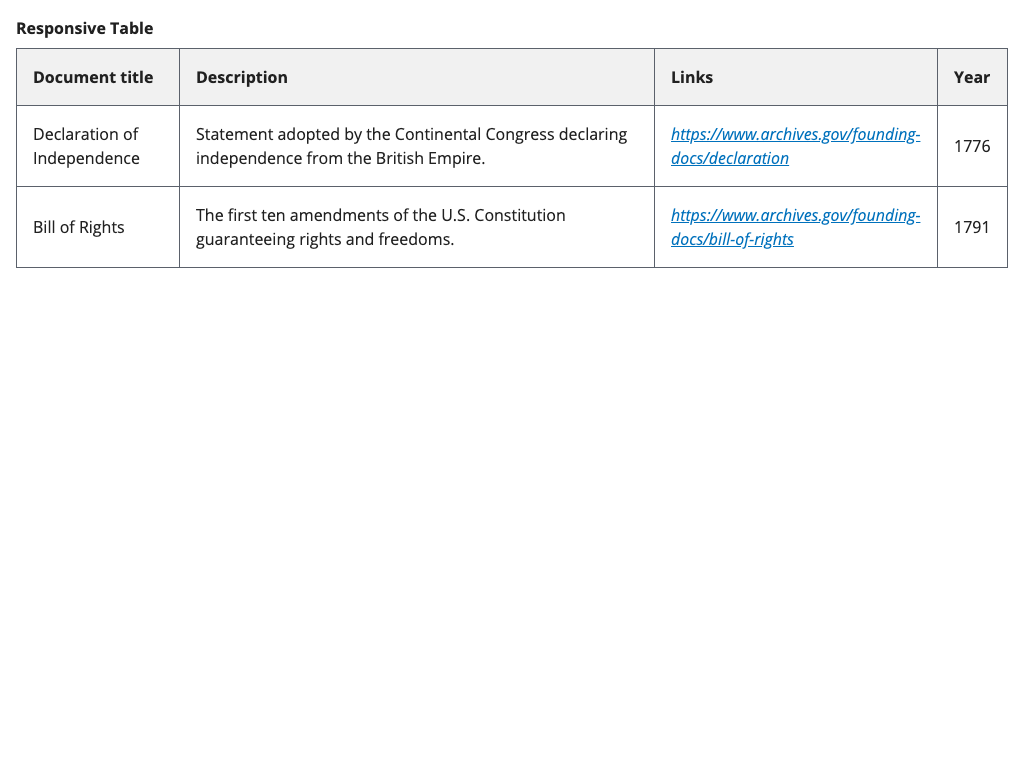 Responsive Table
Document title Description Links Year
Declaration of
Independence
Statement adopted by the Continental Congress declaring
independence from the British Empire.
https://www.archives.gov/founding-
docs/declaration
1776
Bill of Rights
The first ten amendments of the U.S. Constitution
guaranteeing rights and freedoms.
https://www.archives.gov/founding-
docs/bill-of-rights
1791